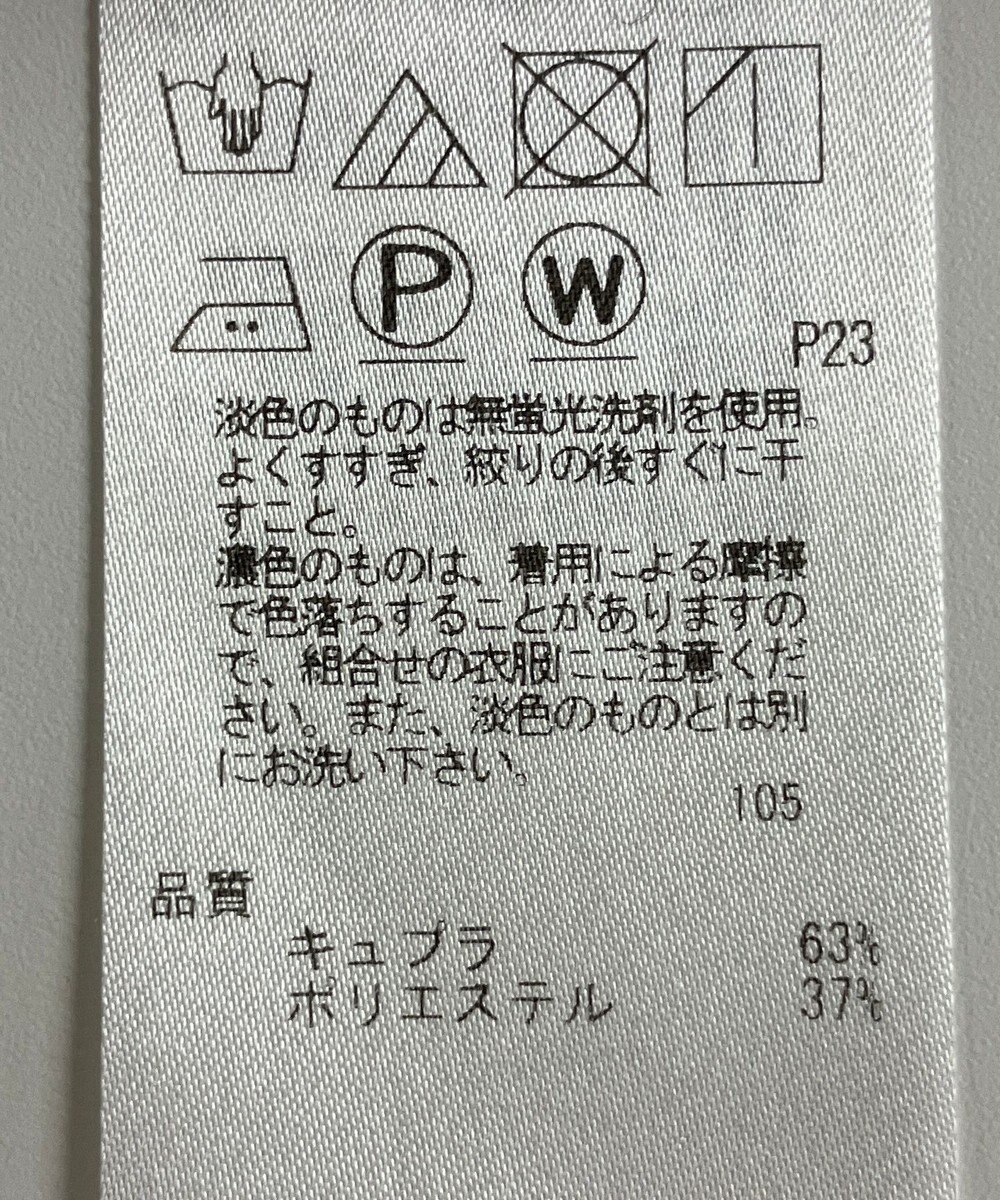 P W
P23
淡色のものは無蛍光洗剤を使用。
よくすすぎ、絞りの後すぐに干
すこと。
濃色のものは、着用による摩擦
で色落ちすることがありますの
で、組合せの衣服にご注意くだ
さい。また、淡色のものとは別
にお洗い下さい。
105
品質
キュプラ 63%
ポリエステル 37%